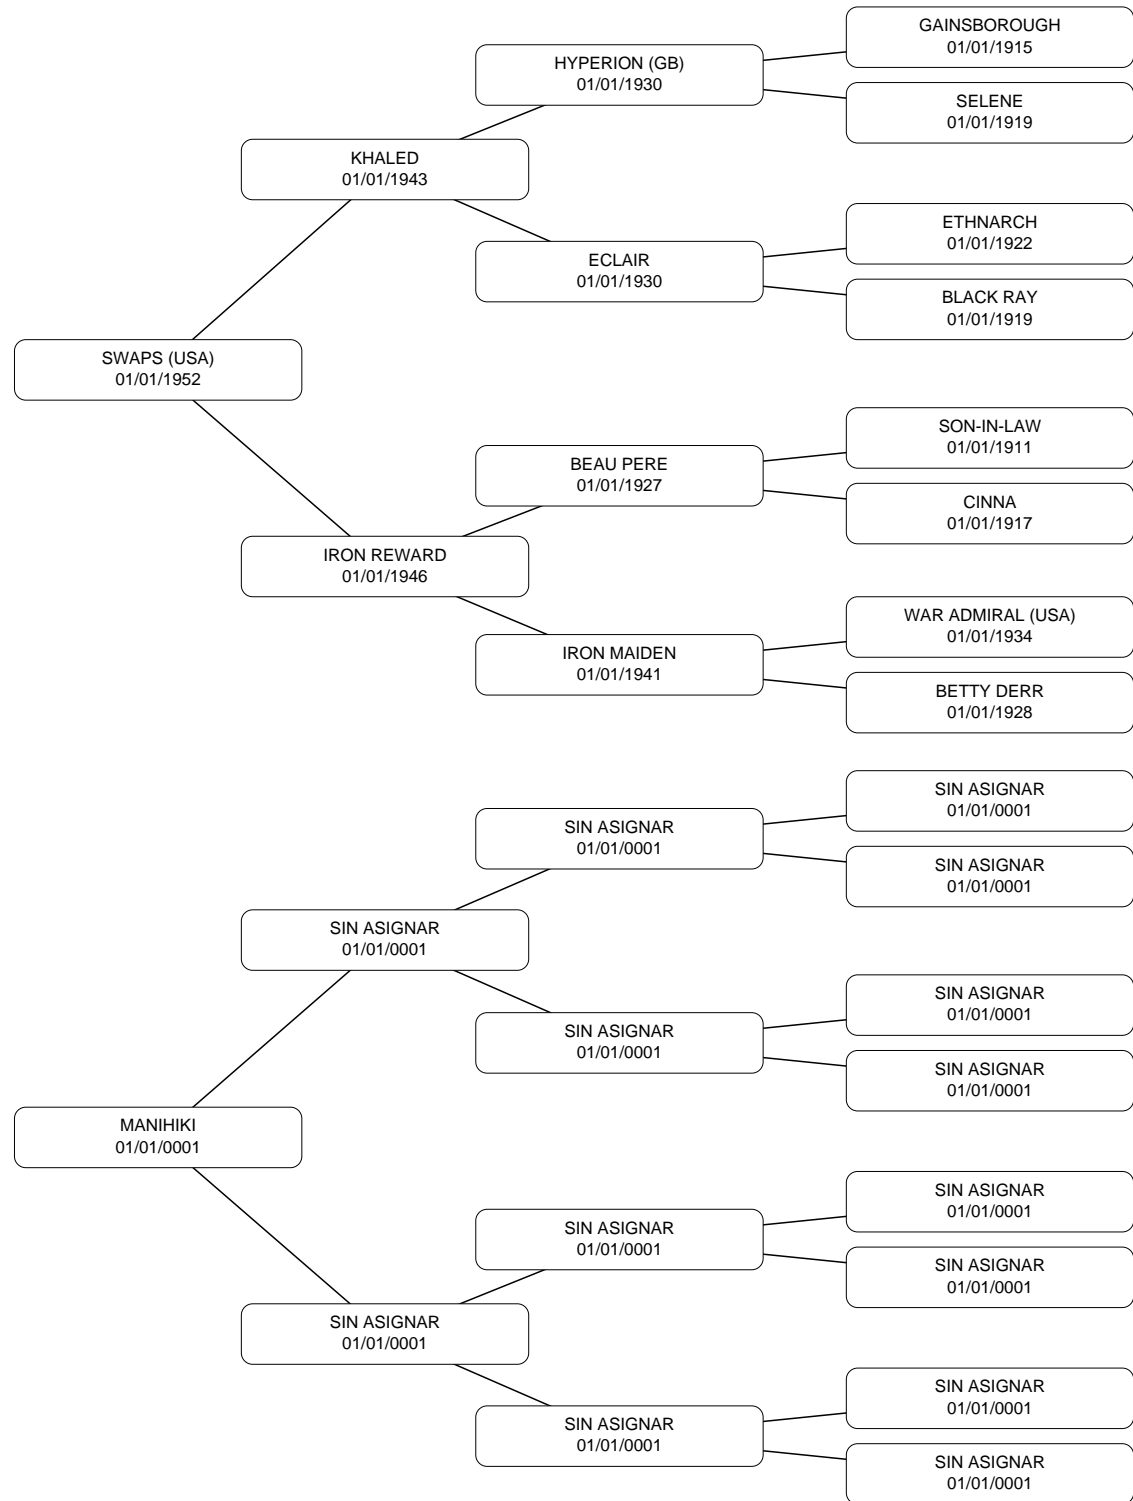 GAINSBOROUGH
01/01/1915
HYPERION (GB)
01/01/1930
SELENE
01/01/1919
KHALED
01/01/1943
ETHNARCH
01/01/1922
ECLAIR
01/01/1930
BLACK RAY
01/01/1919
SWAPS (USA)
01/01/1952
SON-IN-LAW
01/01/1911
BEAU PERE
01/01/1927
CINNA
01/01/1917
IRON REWARD
01/01/1946
WAR ADMIRAL (USA)
01/01/1934
IRON MAIDEN
01/01/1941
BETTY DERR
01/01/1928
SIN ASIGNAR
01/01/0001
SIN ASIGNAR
01/01/0001
SIN ASIGNAR
01/01/0001
SIN ASIGNAR
01/01/0001
SIN ASIGNAR
01/01/0001
SIN ASIGNAR
01/01/0001
SIN ASIGNAR
01/01/0001
MANIHIKI
01/01/0001
SIN ASIGNAR
01/01/0001
SIN ASIGNAR
01/01/0001
SIN ASIGNAR
01/01/0001
SIN ASIGNAR
01/01/0001
SIN ASIGNAR
01/01/0001
SIN ASIGNAR
01/01/0001
SIN ASIGNAR
01/01/0001